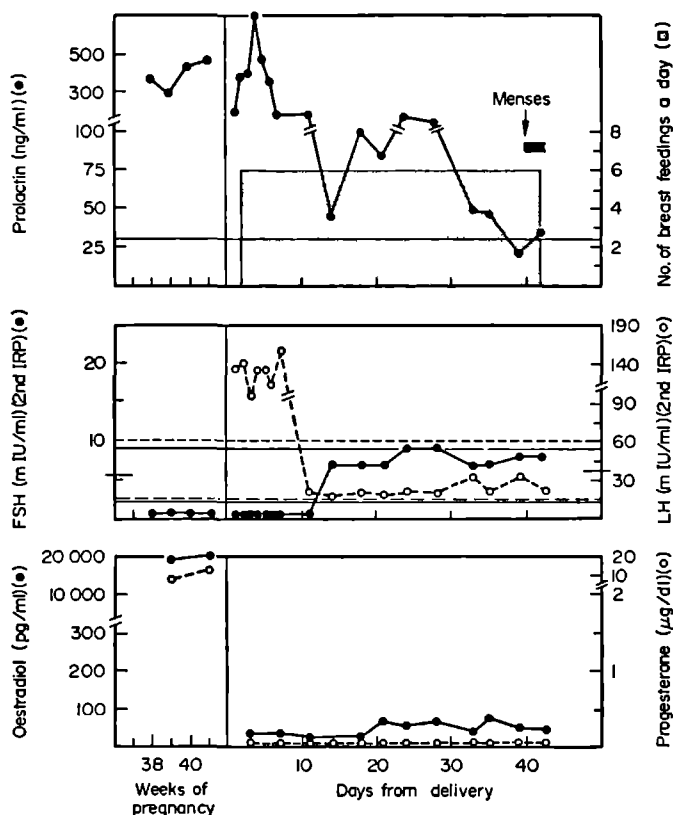 Prolactin (ng/ml) (●)
500
300
100
75
50
25
Menses
8
6
4
2
No. of breast feedings a day (◘)
FSH (m IU/ml)(2nd IRP)(●)
20
10
190
140
90
60
30
LH (m IU/ml)(2nd IRP)(○)
Oestradiol (pg/ml)(●)
20 000
10 000
300
200
100
20
10
2
1
Progesterone (µg/dl)(○)
38 40
10 20 30 40
Weeks of
pregnancy
Days from delivery